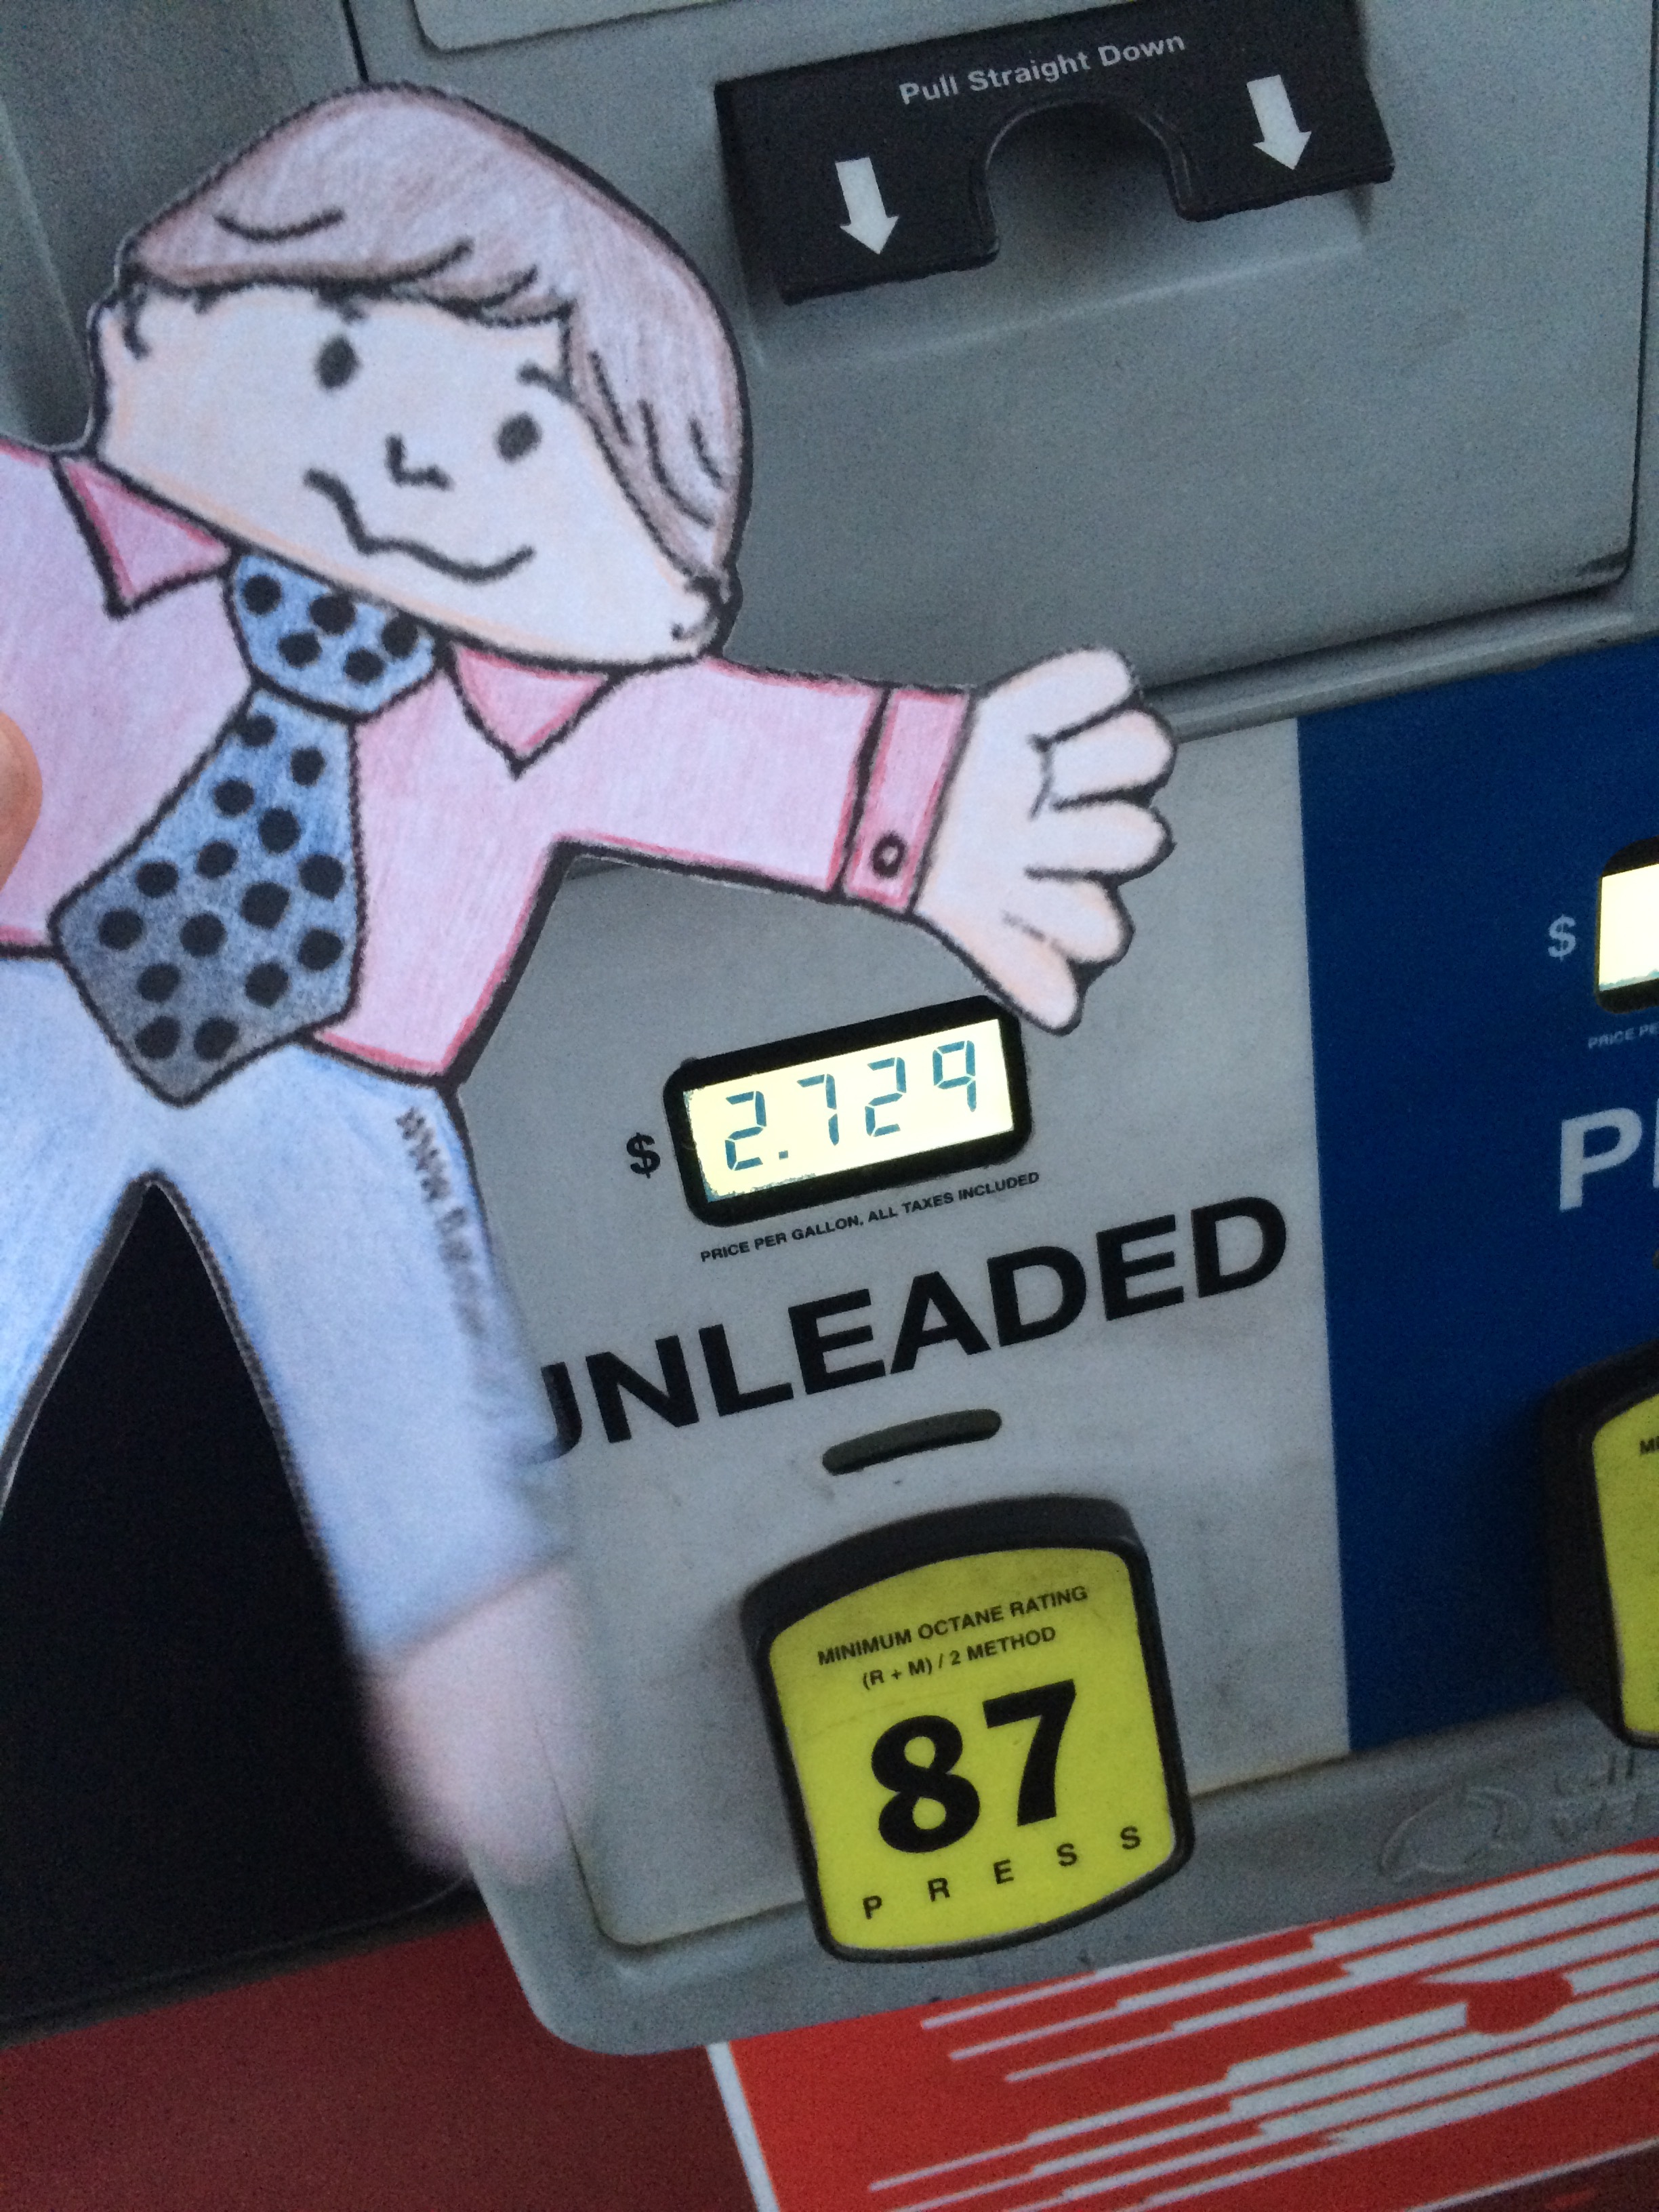 Pull Straight Down
$ 2.729
PRICE PER GALLON, ALL TAXES INCLUDED
UNLEADED
MINIMUM OCTANE RATING
(R + M) / 2 METHOD
87
PRESS
$